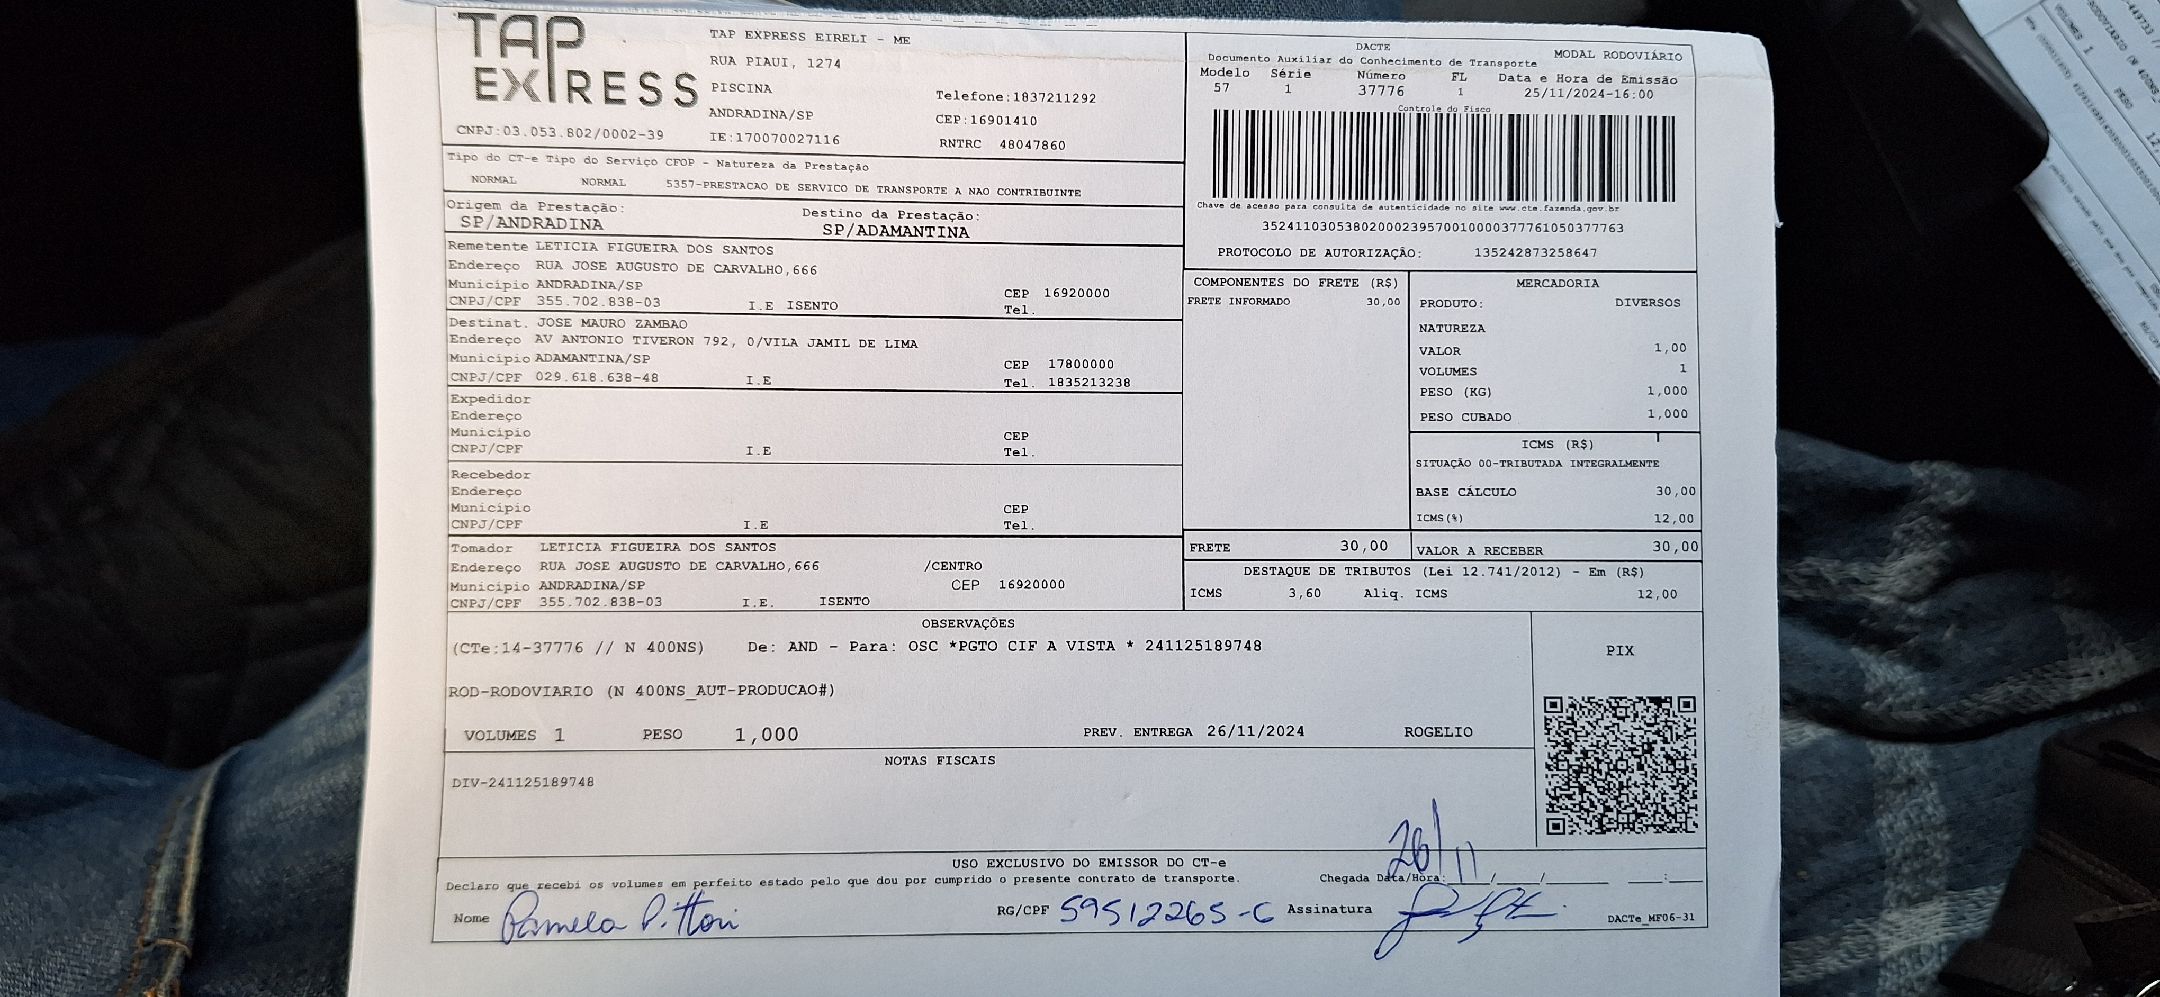 TAP EXPRESS
TAP EXPRESS EIRELI - ME
RUA PIAUI, 1274
PISCINA
Telefone:1837211292
ANDRADINA/SP
CEP:16901410
CNPJ:03.053.802/0002-39
IE:170070027116
RNTRC 48047860
DACTE
MODAL RODOVIÁRIO
Documento Auxiliar do Conhecimento de Transporte
Modelo Série Número FL Data e Hora de Emissão
57 1 37776 1 25/11/2024-16:00
Controle do Fisco
Chave de acesso para consulta de autenticidade no site www.cte.fazenda.gov.br
35241103053802000239570010000377761050377763
PROTOCOLO DE AUTORIZAÇÃO: 135242873258647
Tipo do CT-e Tipo do Serviço CFOP - Natureza da Prestação
NORMAL NORMAL 5357-PRESTACAO DE SERVICO DE TRANSPORTE A NAO CONTRIBUINTE
Origem da Prestação:
SP/ANDRADINA
Destino da Prestação:
SP/ADAMANTINA
Remetente LETICIA FIGUEIRA DOS SANTOS
Endereço RUA JOSE AUGUSTO DE CARVALHO,666
Município ANDRADINA/SP CEP 16920000
CNPJ/CPF 355.702.838-03 I.E ISENTO Tel.
Destinat. JOSE MAURO ZAMBAO
Endereço AV ANTONIO TIVERON 792, 0/VILA JAMIL DE LIMA
Município ADAMANTINA/SP CEP 17800000
CNPJ/CPF 029.618.638-48 I.E Tel. 1835213238
Expedidor
Endereço
Município CEP
CNPJ/CPF I.E Tel.
Recebedor
Endereço
Município CEP
CNPJ/CPF I.E Tel.
Tomador LETICIA FIGUEIRA DOS SANTOS
Endereço RUA JOSE AUGUSTO DE CARVALHO,666 /CENTRO
Município ANDRADINA/SP CEP 16920000
CNPJ/CPF 355.702.838-03 I.E. ISENTO
COMPONENTES DO FRETE (R$)
FRETE INFORMADO 30,00
MERCADORIA
PRODUTO: DIVERSOS
NATUREZA
VALOR 1,00
VOLUMES 1
PESO (KG) 1,000
PESO CUBADO 1,000
ICMS (R$)
SITUAÇÃO 00-TRIBUTADA INTEGRALMENTE
BASE CÁLCULO 30,00
ICMS(%) 12,00
FRETE 30,00
VALOR A RECEBER 30,00
DESTAQUE DE TRIBUTOS (Lei 12.741/2012) - Em (R$)
ICMS 3,60 Aliq. ICMS 12,00
OBSERVAÇÕES
(CTe:14-37776 // N 400NS) De: AND - Para: OSC *PGTO CIF A VISTA * 241125189748
PIX
ROD-RODOVIARIO (N 400NS_AUT-PRODUCAO#)
VOLUMES 1 PESO 1,000 PREV. ENTREGA 26/11/2024 ROGELIO
NOTAS FISCAIS
DIV-241125189748
USO EXCLUSIVO DO EMISSOR DO CT-e
Declaro que recebi os volumes em perfeito estado pelo que dou por cumprido o presente contrato de transporte.
Chegada Data/Hora: 26/11
Nome Pamela Pittori
RG/CPF 59512265-6
Assinatura
DACTe_MF06-31